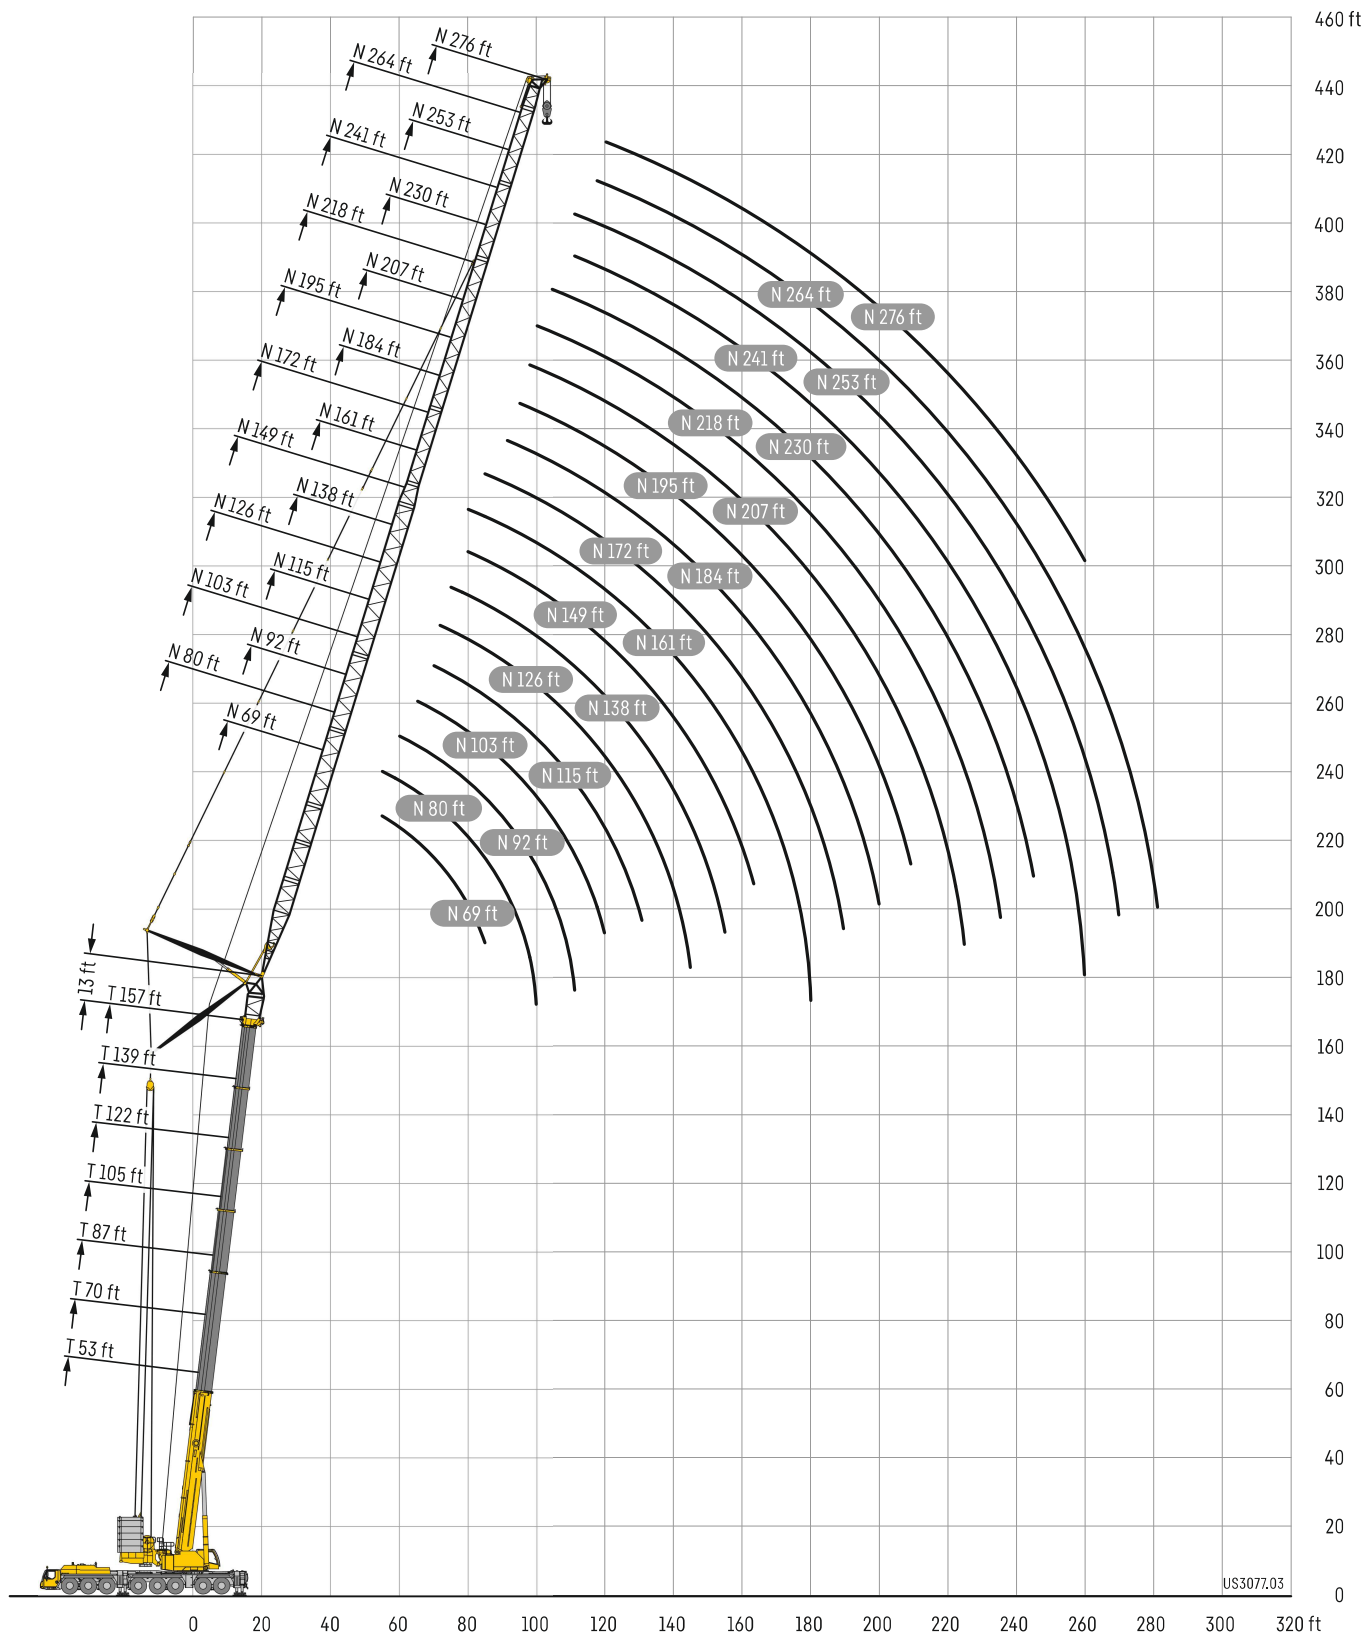 460 ft
N 276 ft
N 264 ft
440
N 253 ft
N 241 ft
420
N 230 ft
N 218 ft
400
N 207 ft
N 195 ft
N 264 ft
380
N 276 ft
N 184 ft
N 172 ft
N 241 ft
360
N 253 ft
N 161 ft
N 149 ft
N 218 ft
340
N 230 ft
N 138 ft
N 126 ft
N 195 ft
320
N 207 ft
N 115 ft
N 103 ft
N 172 ft
300
N 184 ft
N 92 ft
N 80 ft
N 149 ft
280
N 161 ft
N 69 ft
N 126 ft
260
N 138 ft
N 103 ft
240
N 115 ft
N 80 ft
220
N 92 ft
N 69 ft
200
13 ft
180
T 157 ft
160
T 139 ft
140
T 122 ft
120
T 105 ft
100
T 87 ft
80
T 70 ft
60
T 53 ft
40
20
US3077.03
0
0 20 40 60 80 100 120 140 160 180 200 220 240 260 280 300 320 ft